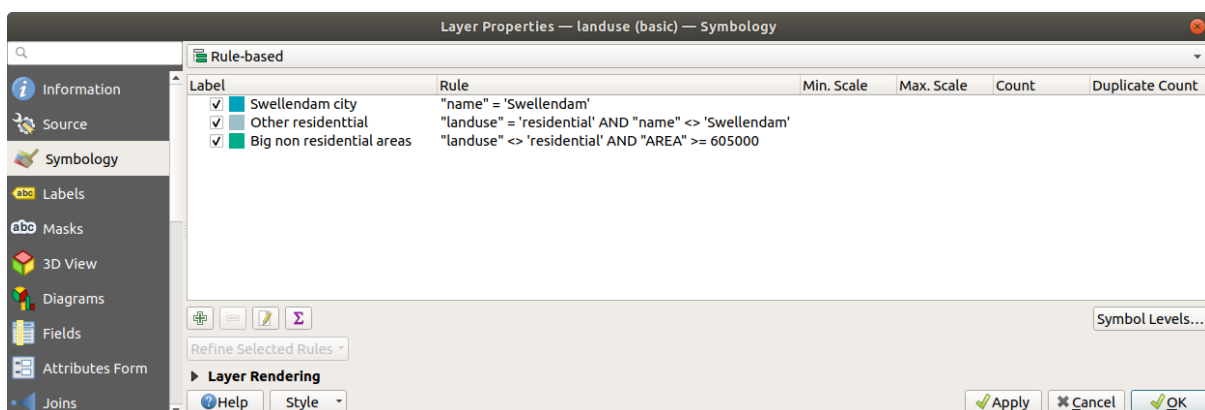 Layer Properties — landuse (basic) — Symbology
Rule-based
Information
Source
Symbology
abc Labels
abc Masks
3D View
Diagrams
Fields
Attributes Form
Joins
Label Rule Min. Scale Max. Scale Count Duplicate Count
Swellendam city "name" = 'Swellendam'
Other residenttial "landuse" = 'residential' AND "name" <> 'Swellendam'
Big non residential areas "landuse" <> 'residential' AND "AREA" >= 605000
Σ
Symbol Levels...
Refine Selected Rules
Layer Rendering
Help Style Apply Cancel OK